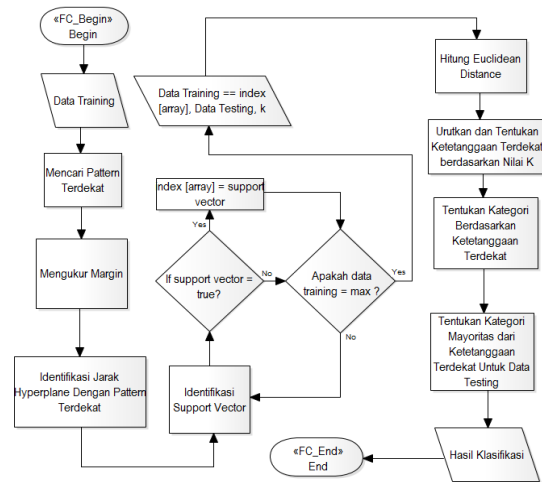 «FC_Begin»
Begin
Data Training
Mencari Pattern
Terdekat
Mengukur Margin
Identifikasi Jarak
Hyperplane Dengan Pattern
Terdekat
Identifikasi
Support Vector
If support vector =
true?
Yes
No
index [array] = support
vector
Apakah data
training = max ?
Yes
No
Data Training == index
[array], Data Testing, k
Hitung Euclidean
Distance
Urutkan dan Tentukan
Ketetanggaan Terdekat
berdasarkan Nilai K
Tentukan Kategori
Berdasarkan
Ketetanggaan
Terdekat
Tentukan Kategori
Mayoritas dari
Ketetanggaan
Terdekat Untuk Data
Testing
Hasil Klasifikasi
«FC_End»
End